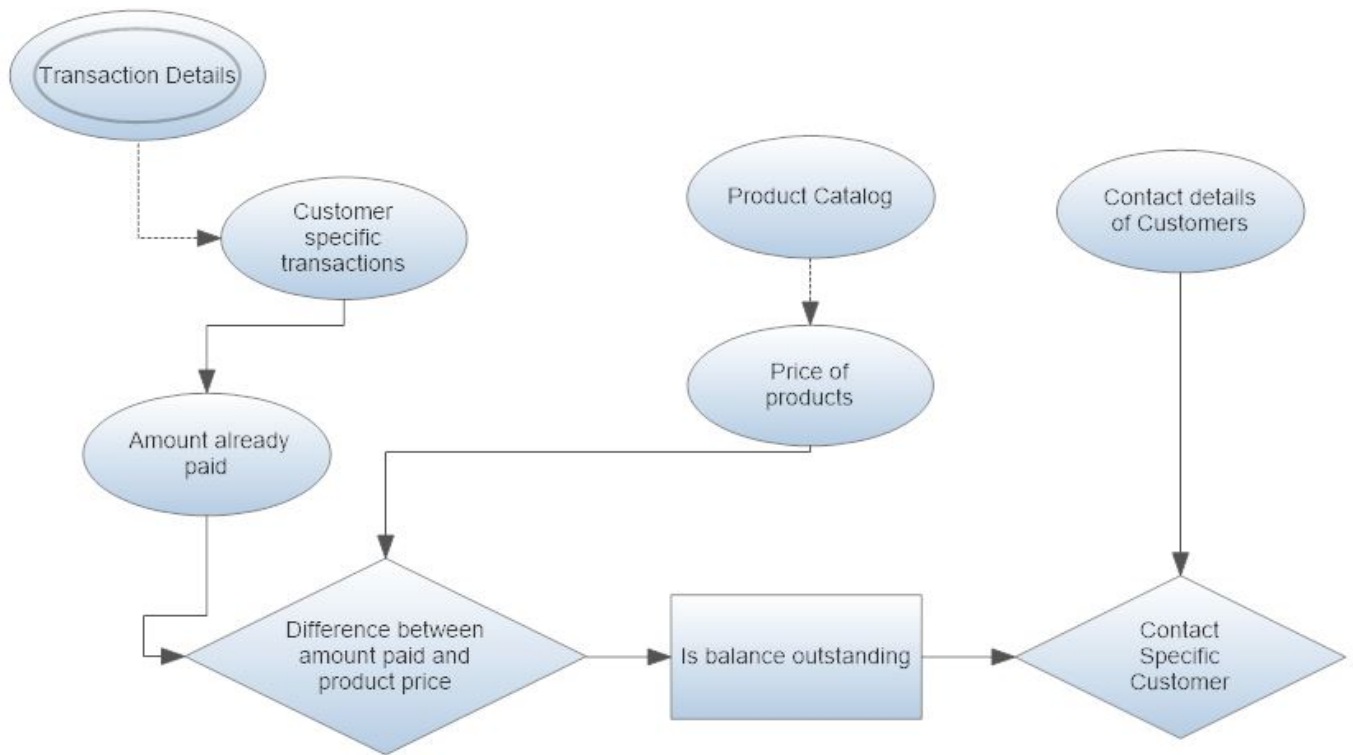 Transaction Details
Customer
specific
transactions
Product Catalog
Contact details
of Customers
Price of
products
Amount already
paid
Difference between
amount paid and
product price
Is balance outstanding
Contact
Specific
Customer